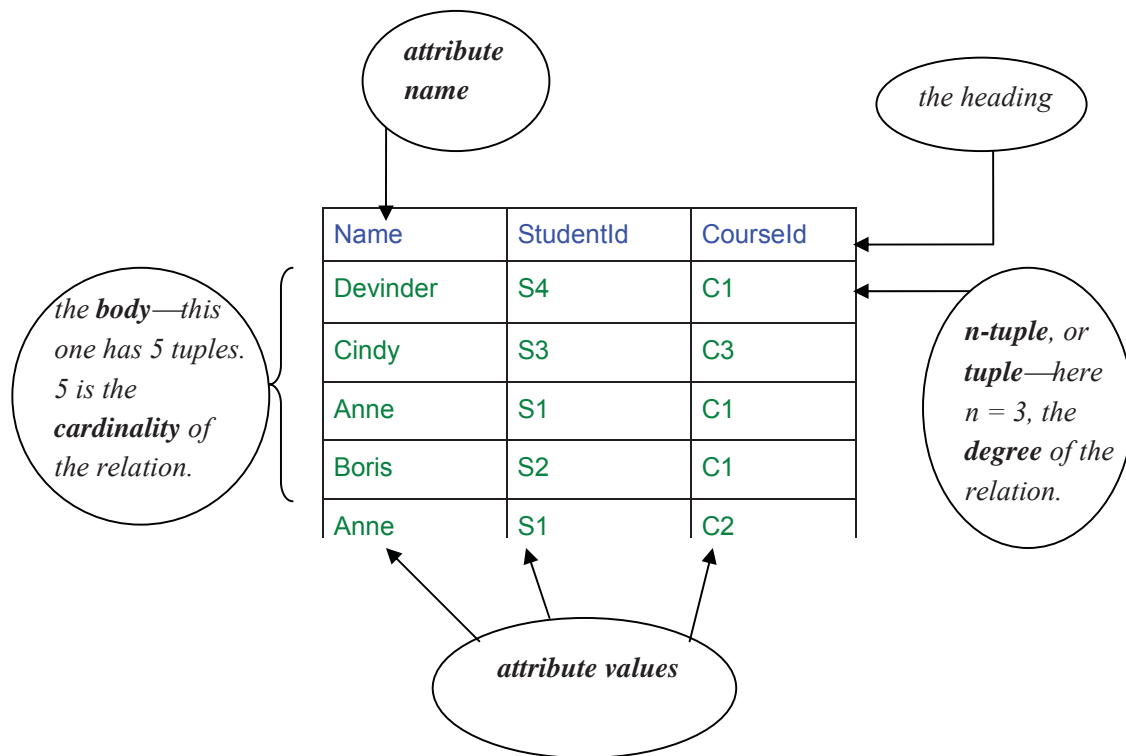 attribute
name
the heading
Name StudentId CourseId
Devinder S4 C1
Cindy S3 C3
Anne S1 C1
Boris S2 C1
Anne S1 C2
the body—this
one has 5 tuples.
5 is the
cardinality of
the relation.
n-tuple, or
tuple—here
n = 3, the
degree of the
relation.
attribute values